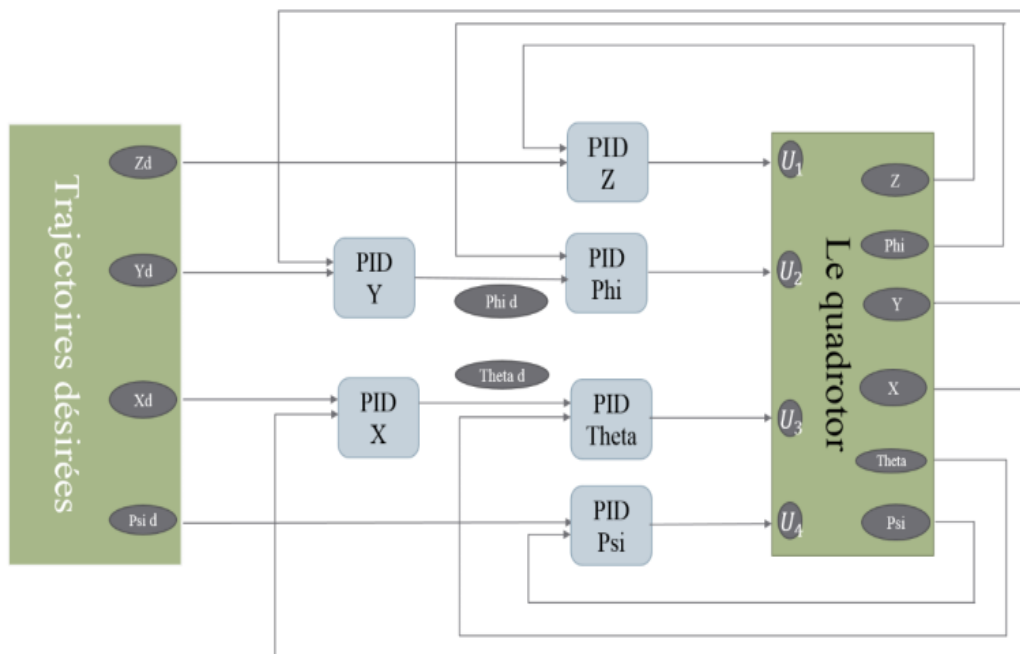 Trajectoires désirées
Zd
Yd
Xd
Psi d
PID
Y
PID
X
Phi d
Theta d
PID
Z
PID
Phi
PID
Theta
PID
Psi
U₁
U₂
U₃
U₄
Le quadrotor
Z
Phi
Y
X
Theta
Psi